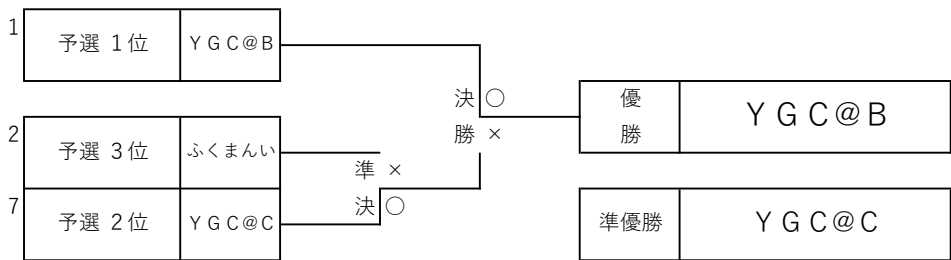 1
予選 1位 ＹＧＣ@Ｂ
決 ○
優勝 ＹＧＣ@Ｂ
勝 ×
2
予選 3位 ふくまんい
準 ×
7
予選 2位 ＹＧＣ@Ｃ
決 ○
準優勝 ＹＧＣ@Ｃ